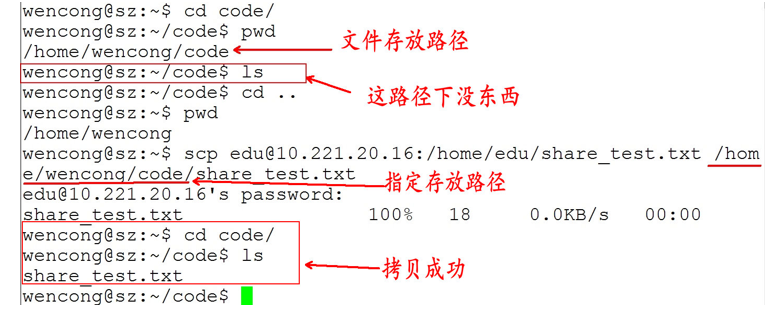 wencong@sz:~$ cd code/
wencong@sz:~/code$ pwd
/home/wencong/code
文件存放路径
wencong@sz:~/code$ ls
wencong@sz:~/code$ cd ..
这路径下没东西
wencong@sz:~$ pwd
/home/wencong
wencong@sz:~$ scp edu@10.221.20.16:/home/edu/share_test.txt /hom
e/wencong/code/share_test.txt
指定存放路径
edu@10.221.20.16's password:
share_test.txt 100% 18 0.0KB/s 00:00
wencong@sz:~$ cd code/
wencong@sz:~/code$ ls
share_test.txt
拷贝成功
wencong@sz:~/code$